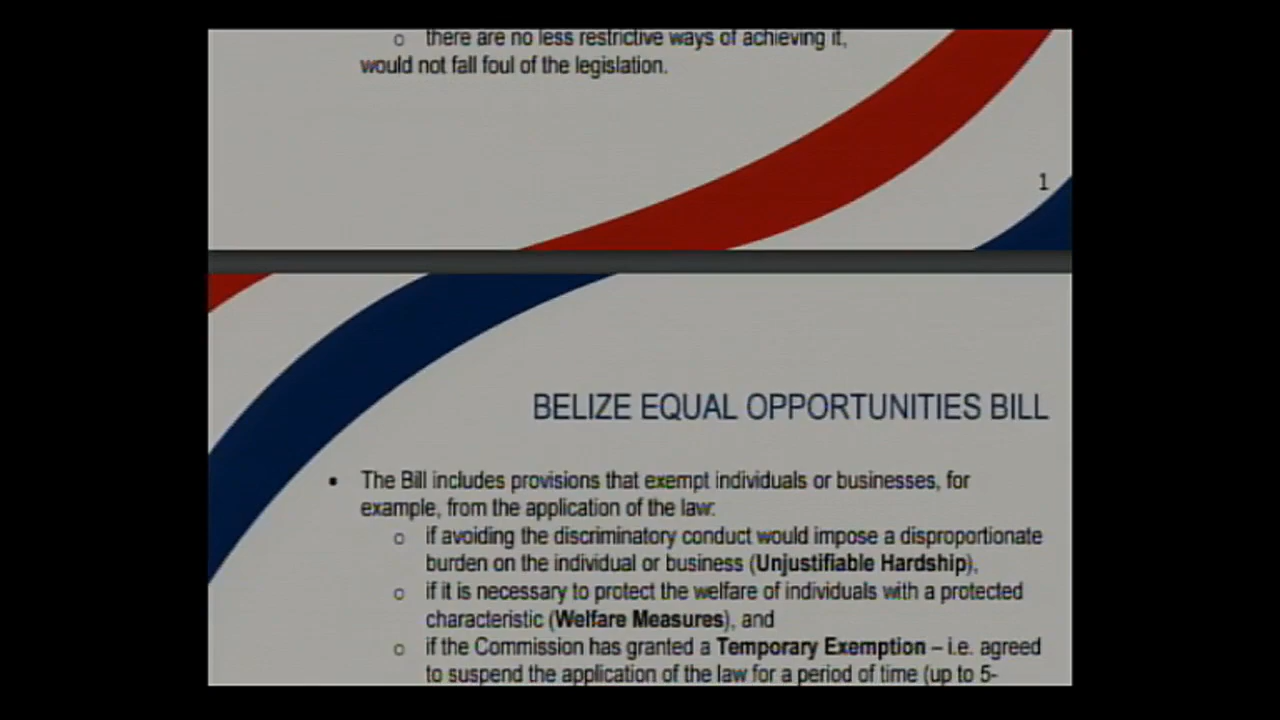 ○ there are no less restrictive ways of achieving it,
would not fall foul of the legislation.
1
BELIZE EQUAL OPPORTUNITIES BILL
• The Bill includes provisions that exempt individuals or businesses, for
example, from the application of the law:
○ if avoiding the discriminatory conduct would impose a disproportionate
burden on the individual or business (Unjustifiable Hardship),
○ if it is necessary to protect the welfare of individuals with a protected
characteristic (Welfare Measures), and
○ if the Commission has granted a Temporary Exemption – i.e. agreed
to suspend the application of the law for a period of time (up to 5-